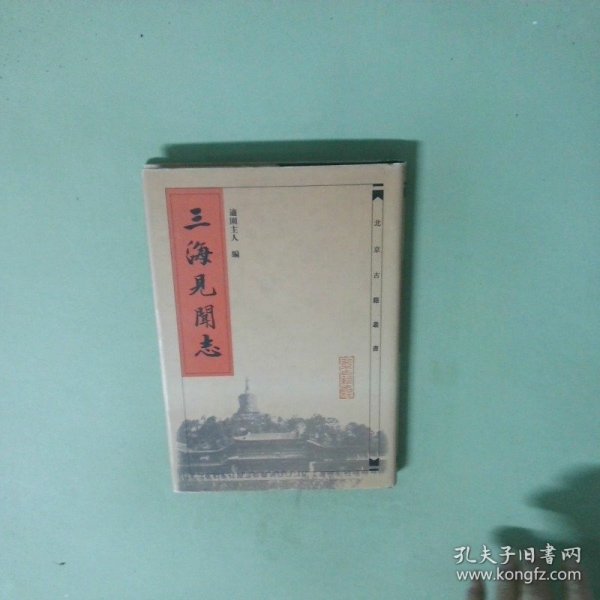 三海見聞志
適園主人 編
北京古籍叢書
孔夫子旧書网
www.kongfz.com